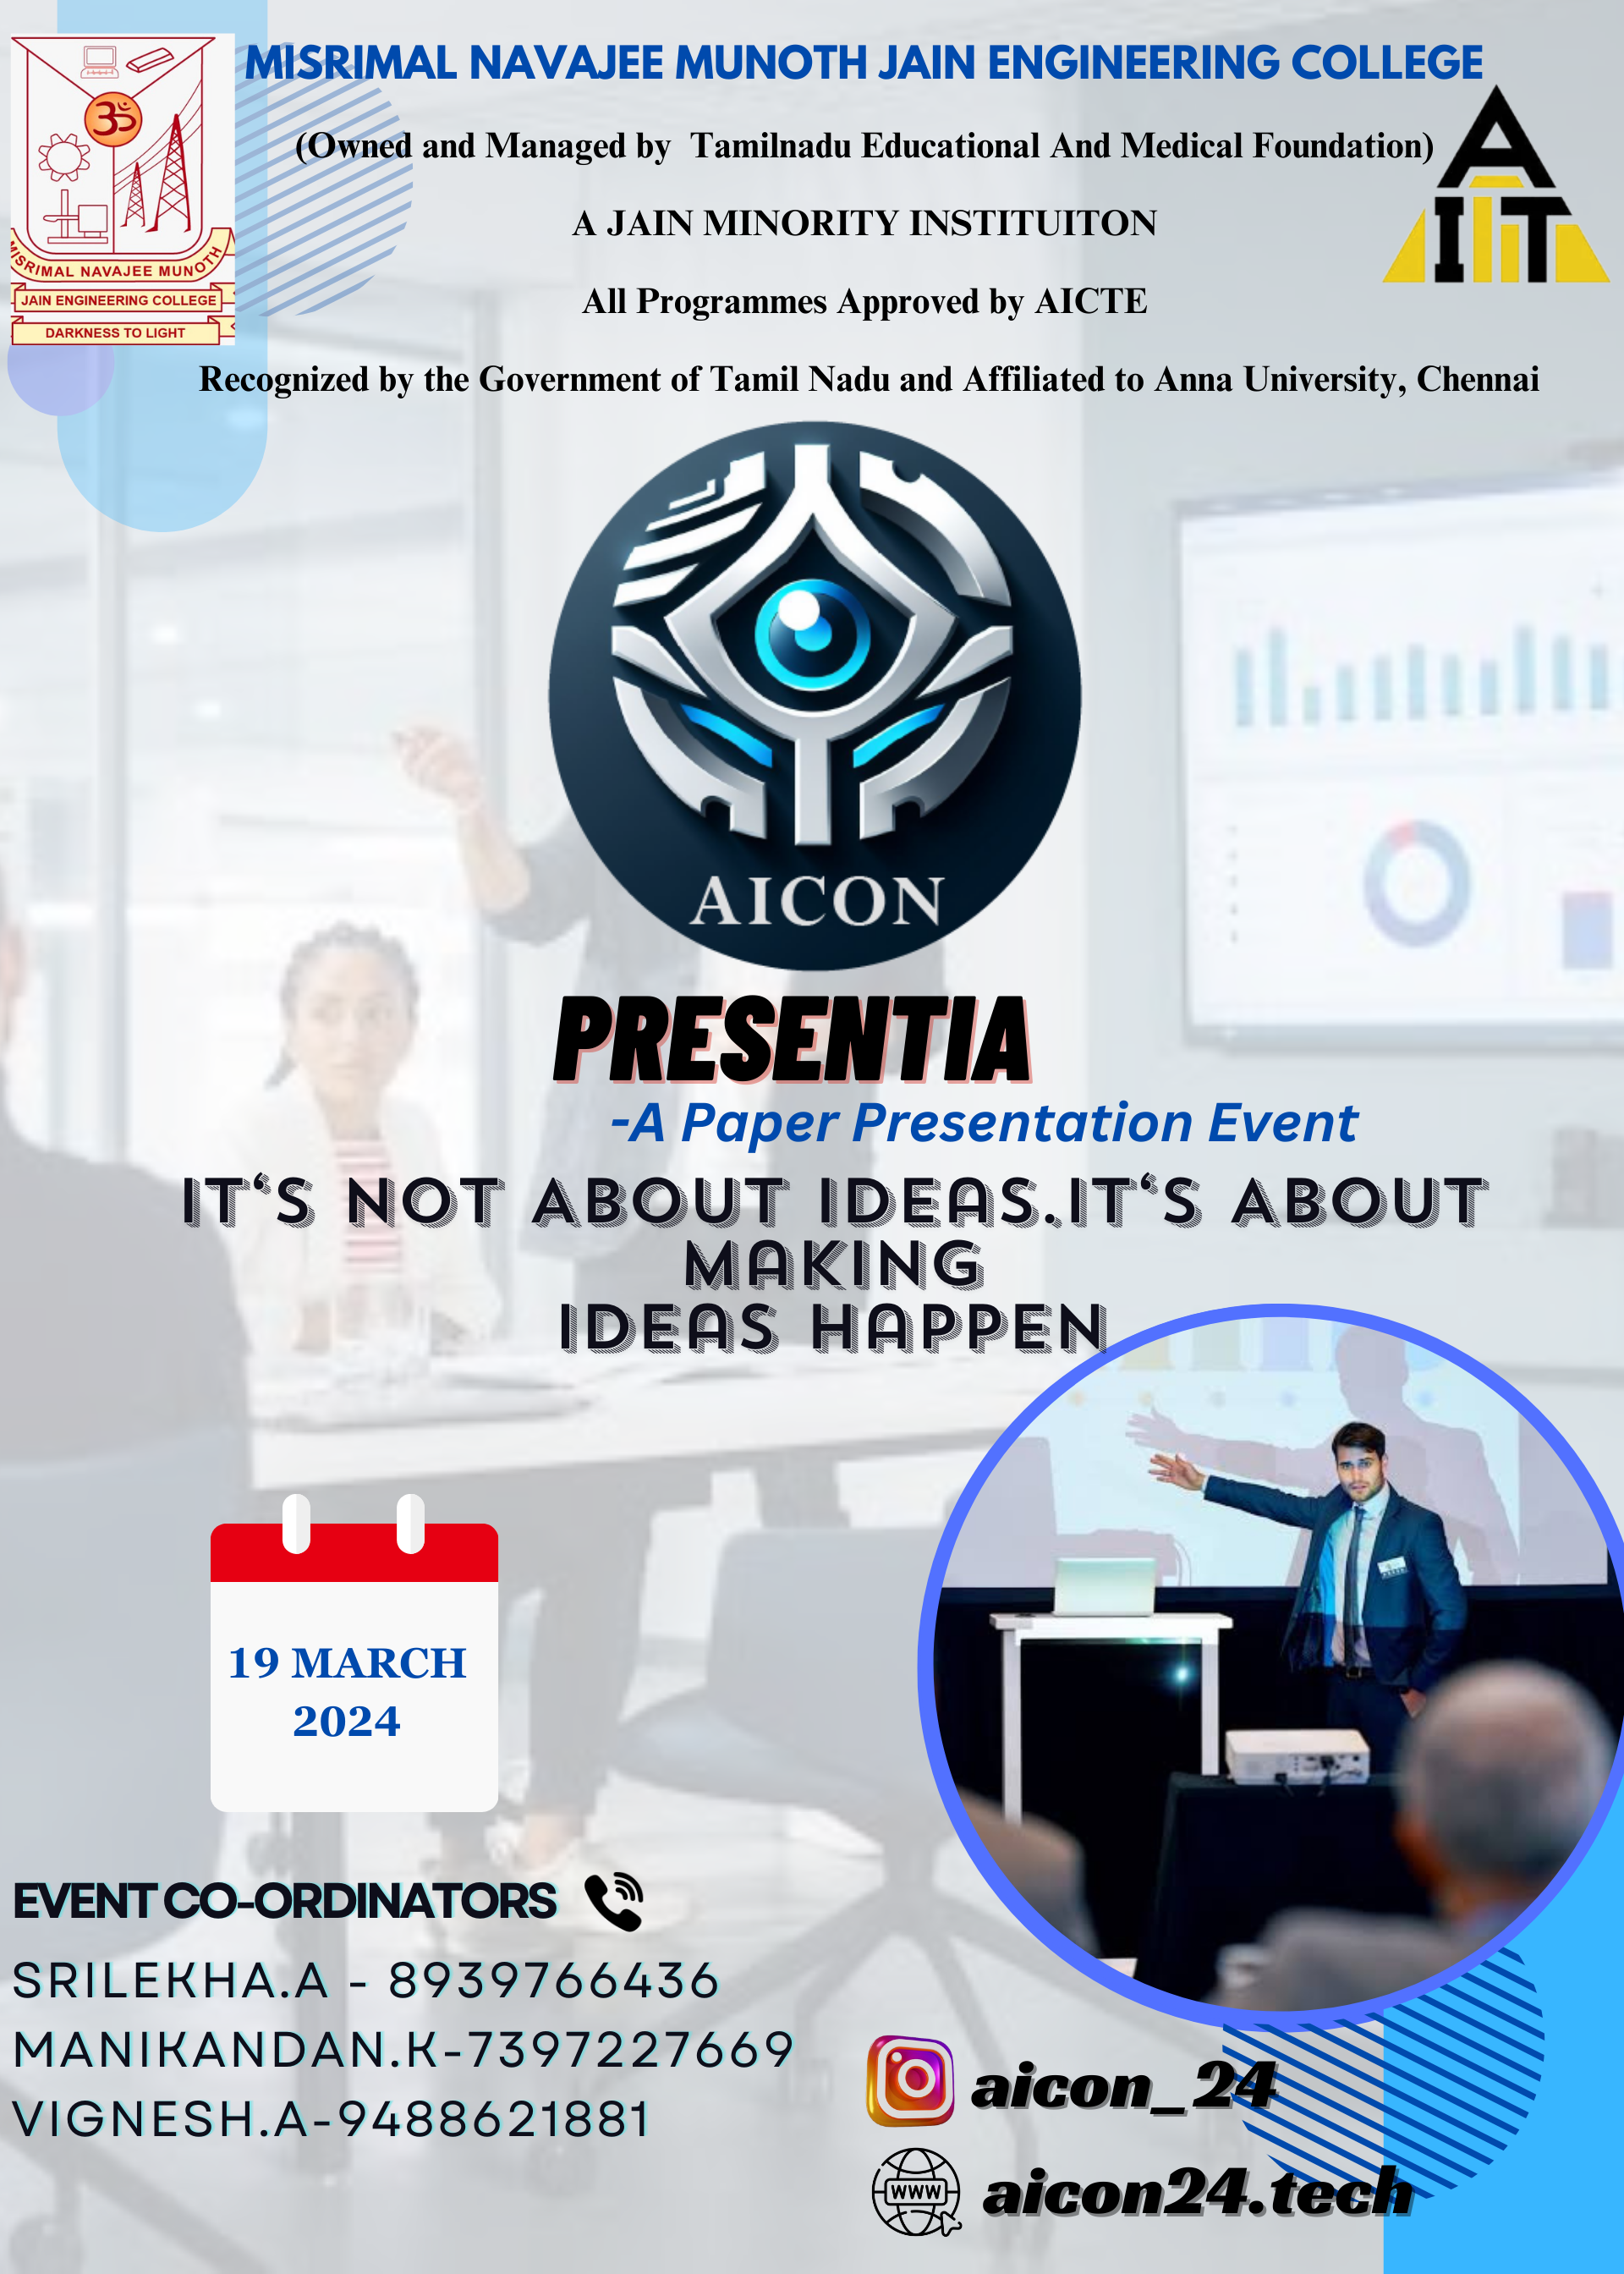 MISRIMAL NAVAJEE MUNOTH JAIN ENGINEERING COLLEGE
(Owned and Managed by Tamilnadu Educational And Medical Foundation)
A JAIN MINORITY INSTITUITON
All Programmes Approved by AICTE
Recognized by the Government of Tamil Nadu and Affiliated to Anna University, Chennai
ॐ
MISRIMAL NAVAJEE MUNOTH
JAIN ENGINEERING COLLEGE
DARKNESS TO LIGHT
A
IT
AICON
PRESENTIA
-A Paper Presentation Event
IT‘S NOT ABOUT IDEAS.IT‘S ABOUT
MAKING
IDEAS HAPPEN
19 MARCH
2024
EVENT CO-ORDINATORS
SRILEKHA.A - 8939766436
MANIKANDAN.K-7397227669
VIGNESH.A-9488621881
aicon_24
WWW
aicon24.tech